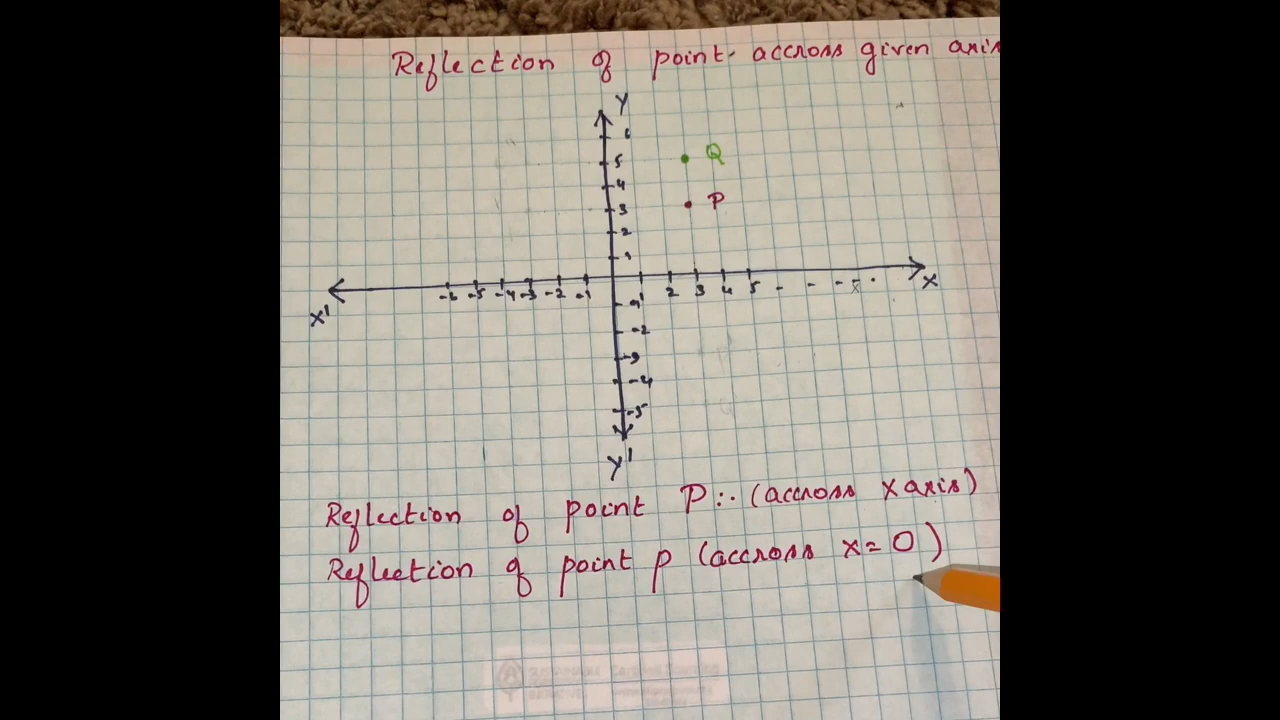 Reflection of point accross given axis
Y
6
5 Q
4
3 P
2
1
X' -6 -5 -4 -3 -2 -1 1 2 3 4 5 X
-1
-2
-3
-4
-5
Y'
Reflection of point P:- (accross x axis)
Reflection of point p (accross x=0)